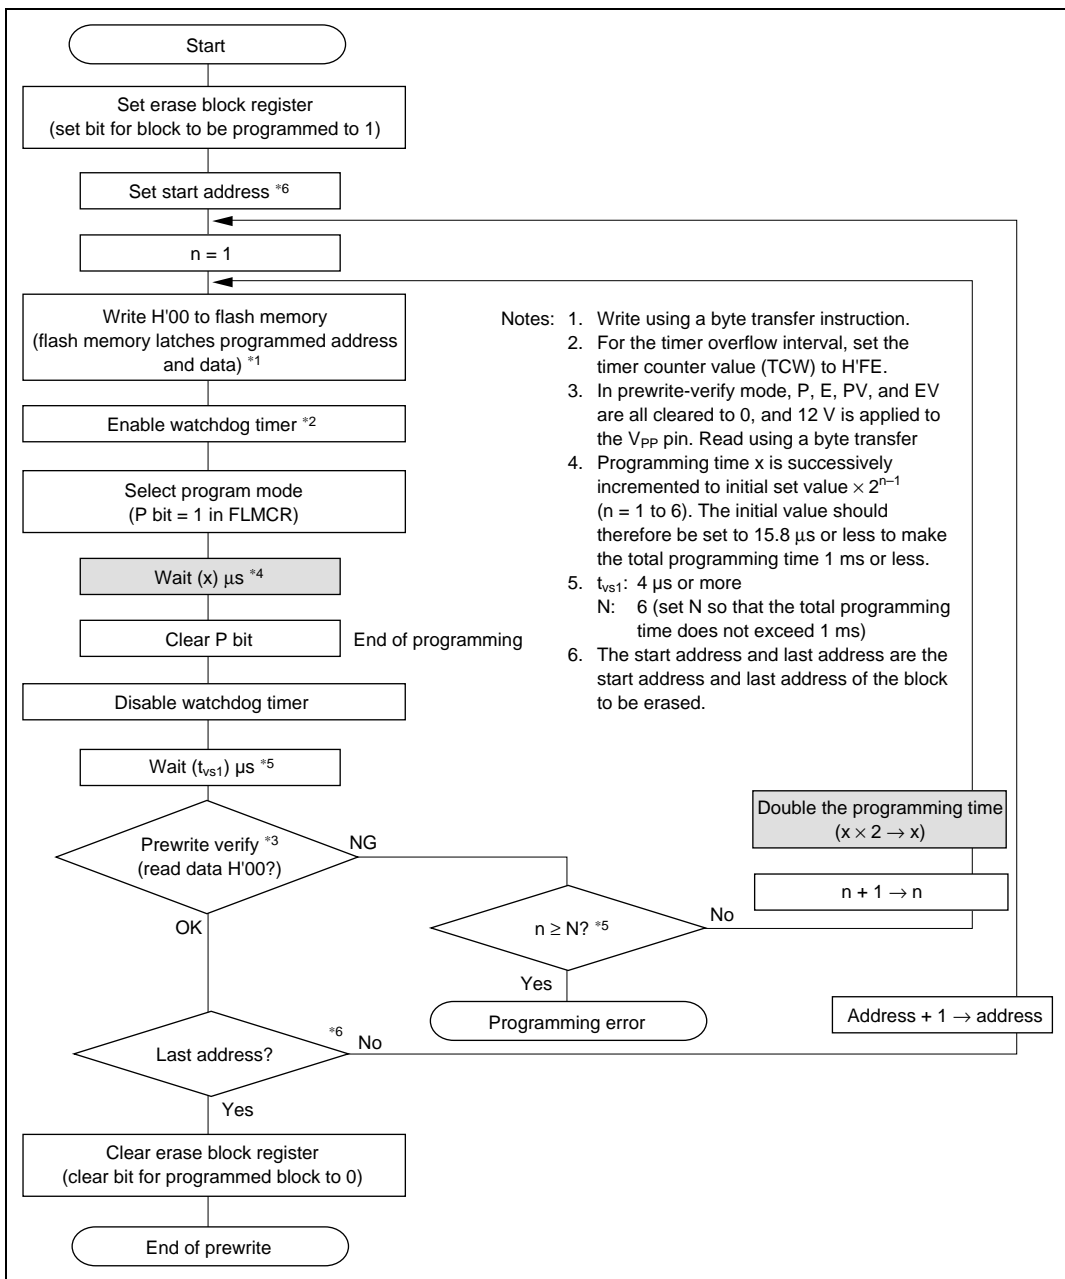 Start
Set erase block register
(set bit for block to be programmed to 1)
Set start address *6
n = 1
Write H'00 to flash memory
(flash memory latches programmed address
and data) *1
Enable watchdog timer *2
Select program mode
(P bit = 1 in FLMCR)
Wait (x) µs *4
Clear P bit
End of programming
Disable watchdog timer
Wait (tvs1) µs *5
Prewrite verify *3
(read data H'00?)
NG
OK
n ≥ N? *5
No
Yes
Programming error
Double the programming time
(x × 2 → x)
n + 1 → n
Address + 1 → address
Last address?
*6
No
Yes
Clear erase block register
(clear bit for programmed block to 0)
End of prewrite
Notes: 1. Write using a byte transfer instruction.
2. For the timer overflow interval, set the
timer counter value (TCW) to H'FE.
3. In prewrite-verify mode, P, E, PV, and EV
are all cleared to 0, and 12 V is applied to
the VPP pin. Read using a byte transfer
4. Programming time x is successively
incremented to initial set value × 2n–1
(n = 1 to 6). The initial value should
therefore be set to 15.8 µs or less to make
the total programming time 1 ms or less.
5. tvs1: 4 µs or more
N: 6 (set N so that the total programming
time does not exceed 1 ms)
6. The start address and last address are the
start address and last address of the block
to be erased.